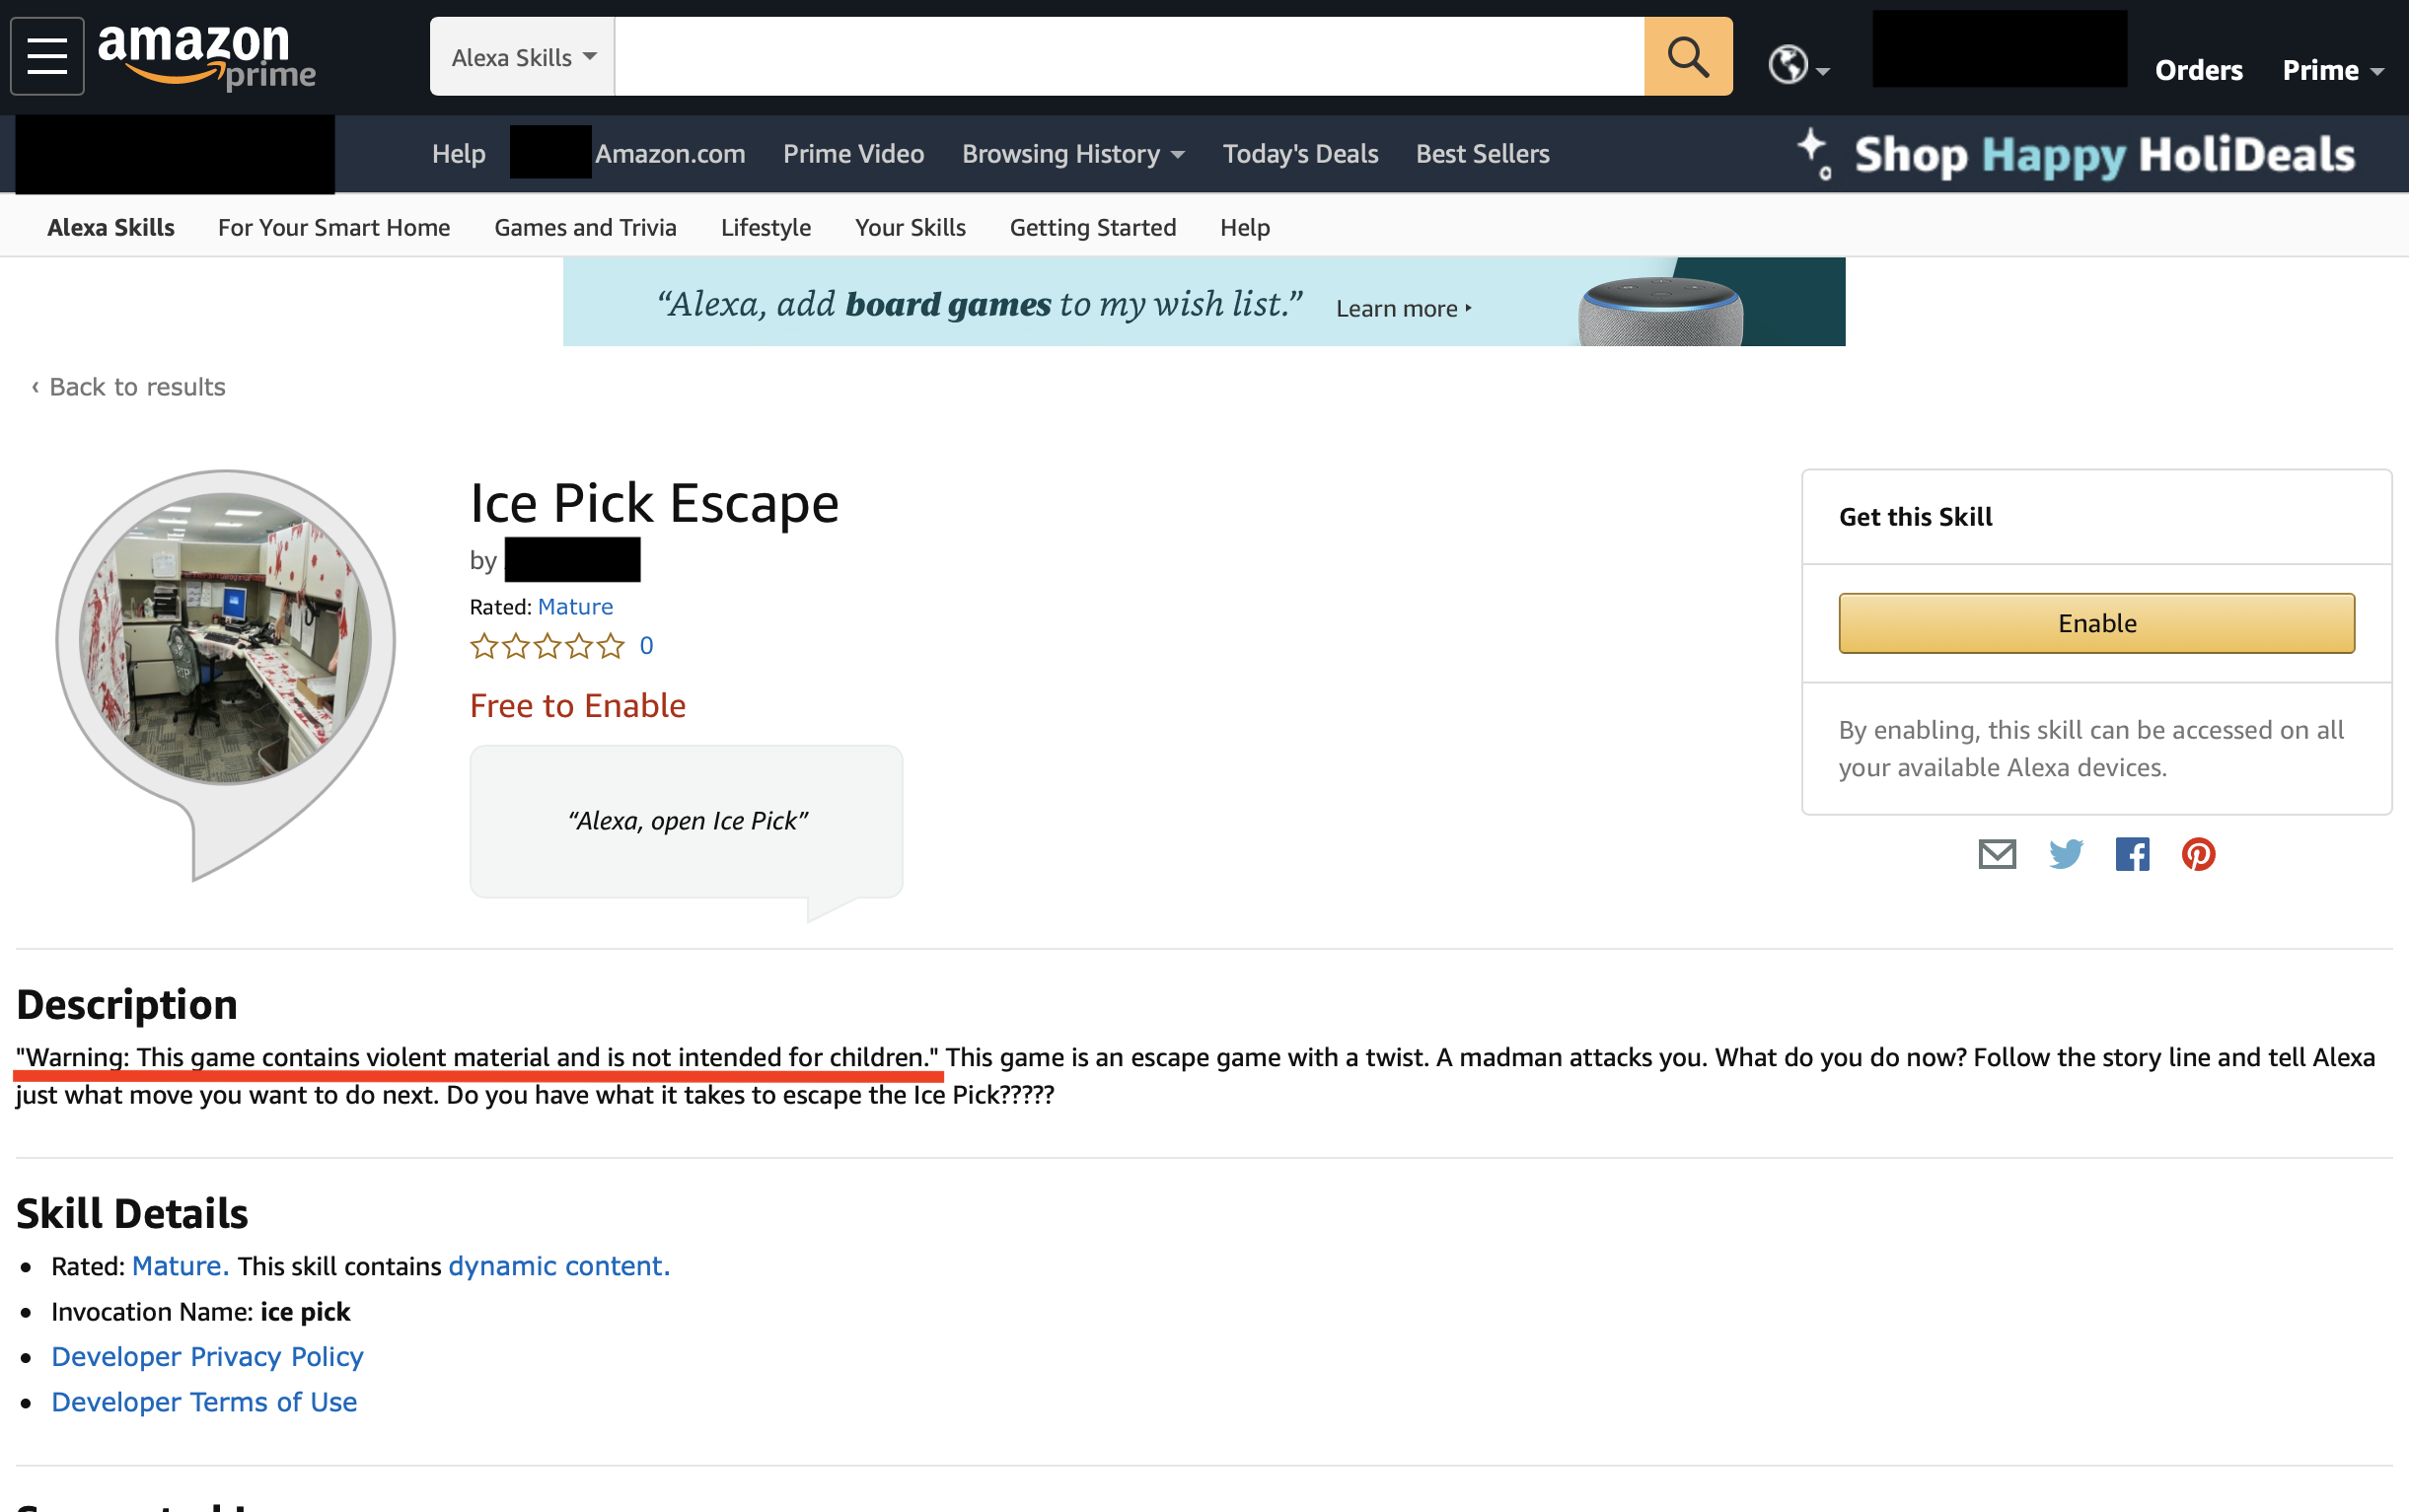 amazon
prime
Alexa Skills
Orders
Prime
Help
Amazon.com
Prime Video
Browsing History
Today's Deals
Best Sellers
Shop Happy HoliDeals
Alexa Skills
For Your Smart Home
Games and Trivia
Lifestyle
Your Skills
Getting Started
Help
“Alexa, add board games to my wish list.”
Learn more
‹ Back to results
Ice Pick Escape
by
Rated: Mature
0
Free to Enable
“Alexa, open Ice Pick”
Get this Skill
Enable
By enabling, this skill can be accessed on all
your available Alexa devices.
Description
"Warning: This game contains violent material and is not intended for children." This game is an escape game with a twist. A madman attacks you. What do you do now? Follow the story line and tell Alexa
just what move you want to do next. Do you have what it takes to escape the Ice Pick?????
Skill Details
• Rated: Mature. This skill contains dynamic content.
• Invocation Name: ice pick
• Developer Privacy Policy
• Developer Terms of Use